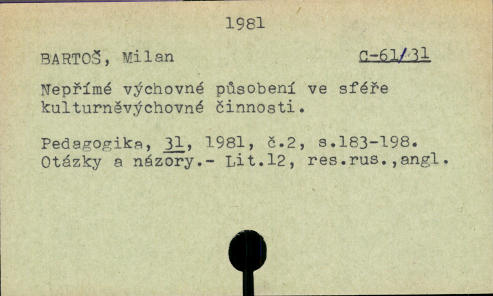 1981
BARTOŠ, Milan C-61/31
Nepřímé výchovné působení ve sféře
kulturněvýchovné činnosti.
Pedagogika, 31, 1981, č.2, s.183-198.
Otázky a názory.- Lit.12, res.rus.,angl.